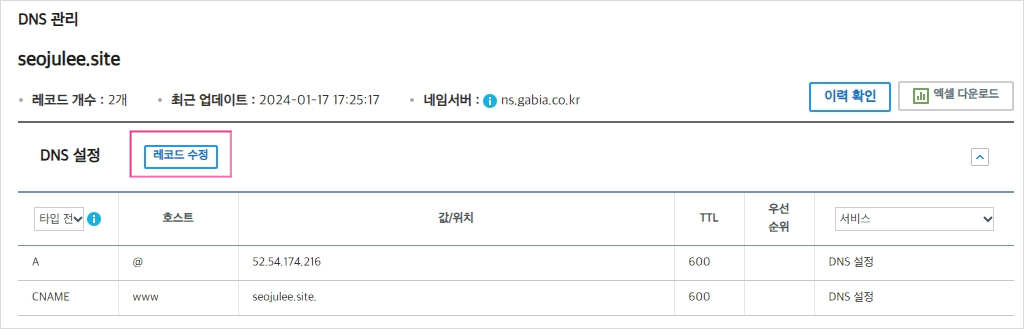 DNS 관리
seojulee.site
레코드 개수 : 2개 최근 업데이트 : 2024-01-17 17:25:17 네임서버 : ns.gabia.co.kr 이력 확인 엑셀 다운로드
DNS 설정 레코드 수정
타입 전 호스트 값/위치 TTL 우선 순위 서비스
A @ 52.54.174.216 600 DNS 설정
CNAME www seojulee.site. 600 DNS 설정